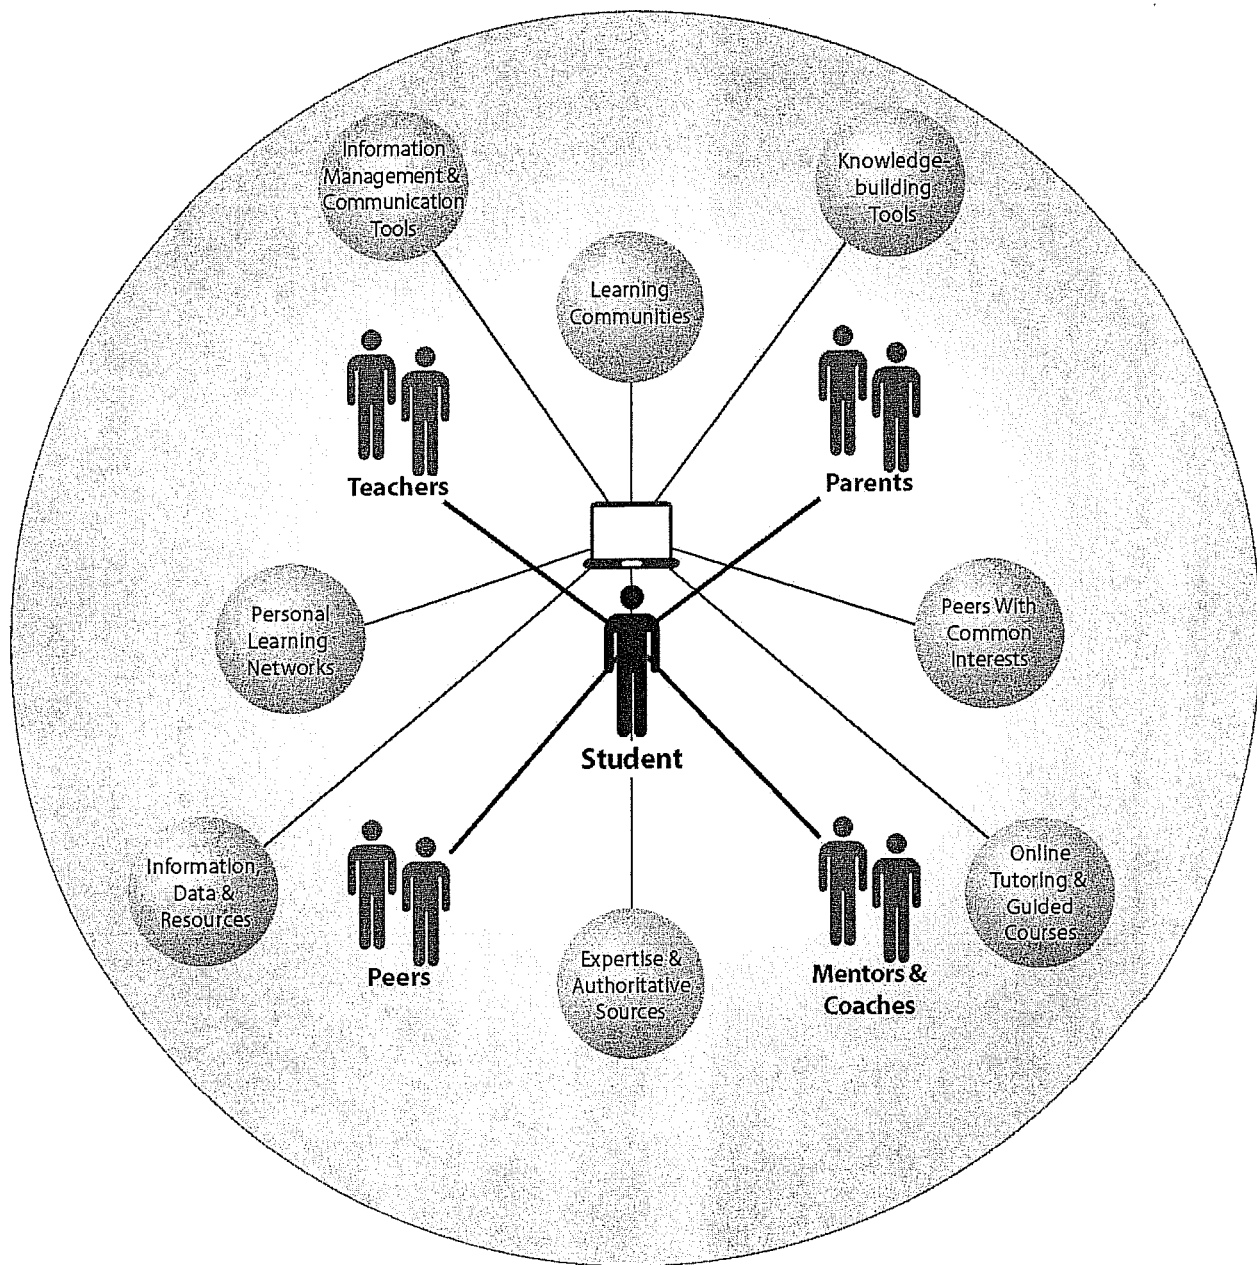 Information
Management &
Communication
Tools
Knowledge-
building
Tools
Learning
Communities
Teachers
Parents
Personal
Learning
Networks
Peers With
Common
Interests
Student
Information,
Data &
Resources
Peers
Expertise &
Authoritative
Sources
Mentors &
Coaches
Online
Tutoring &
Guided
Courses